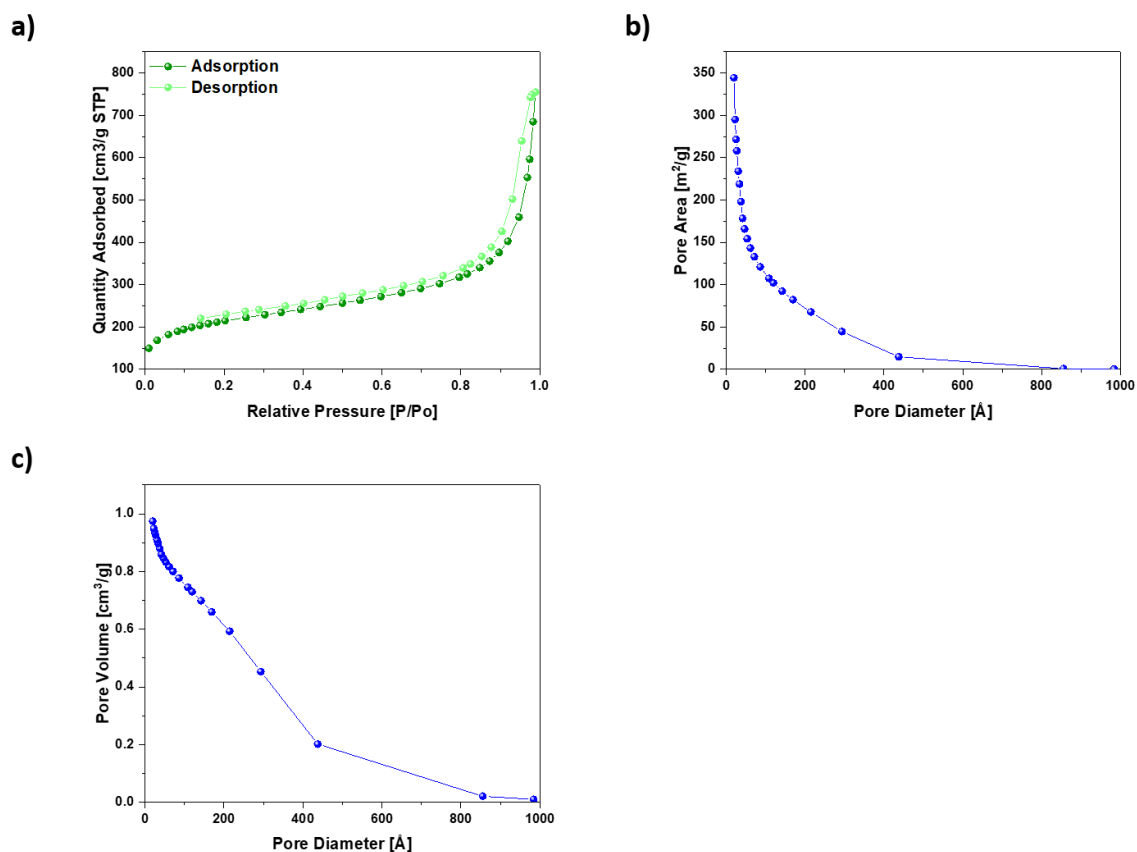 a)
Adsorption
Desorption
Quantity Adsorbed [cm3/g STP]
800
700
600
500
400
300
200
100
0.0 0.2 0.4 0.6 0.8 1.0
Relative Pressure [P/Po]
b)
Pore Area [m²/g]
350
300
250
200
150
100
50
0
0 200 400 600 800 1000
Pore Diameter [Å]
c)
Pore Volume [cm³/g]
1.0
0.8
0.6
0.4
0.2
0.0
0 200 400 600 800 1000
Pore Diameter [Å]